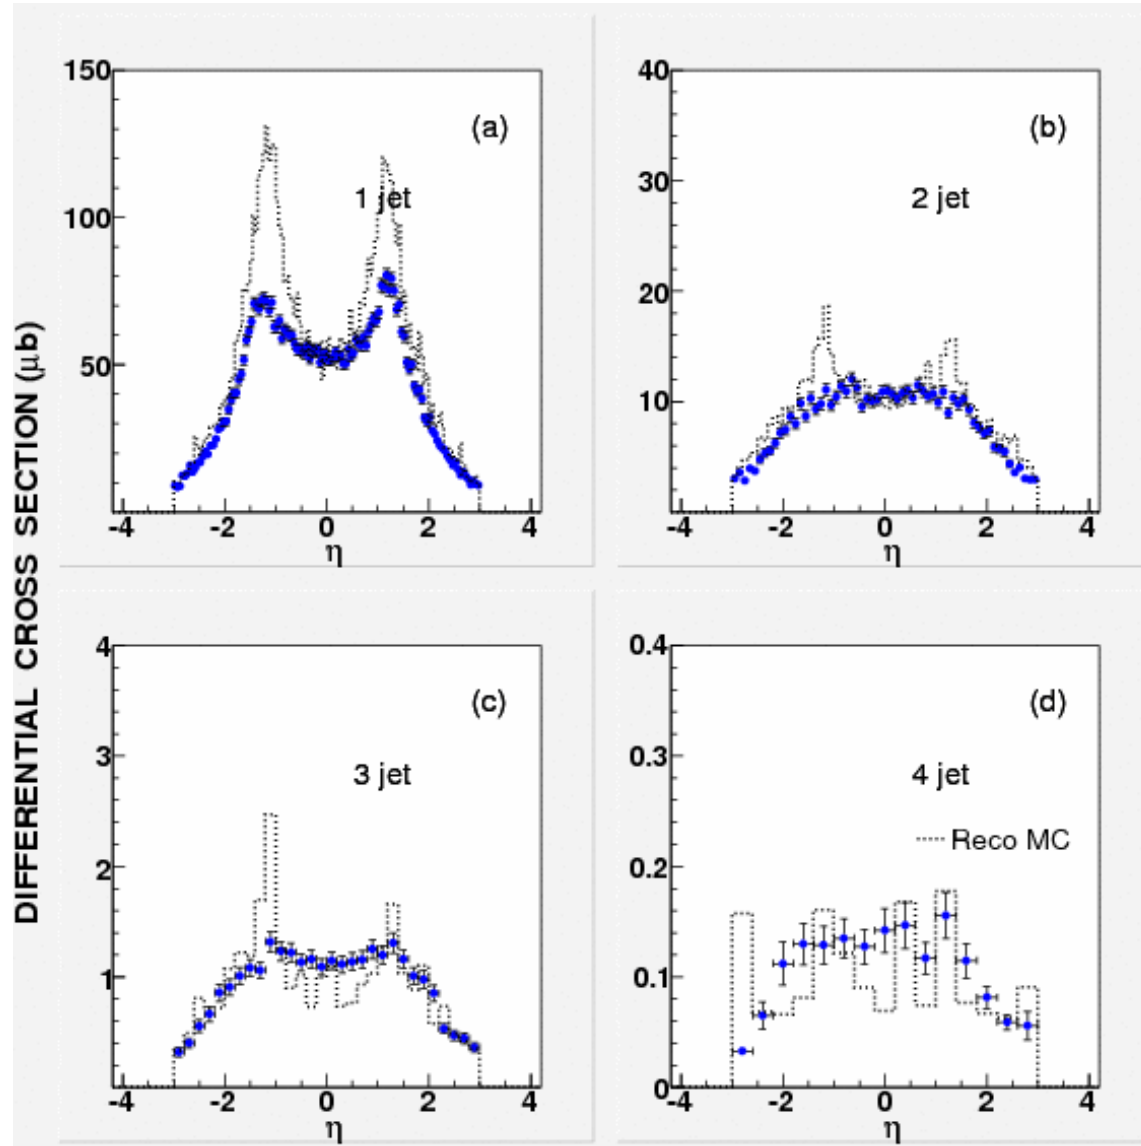 DIFFERENTIAL CROSS SECTION (μb)
150
100
50
(a)
1 jet
-4 -2 0 2 4
η
40
30
20
10
(b)
2 jet
-4 -2 0 2 4
η
4
3
2
1
(c)
3 jet
-4 -2 0 2 4
η
0.4
0.3
0.2
0.1
0
(d)
4 jet
Reco MC
-4 -2 0 2 4
η